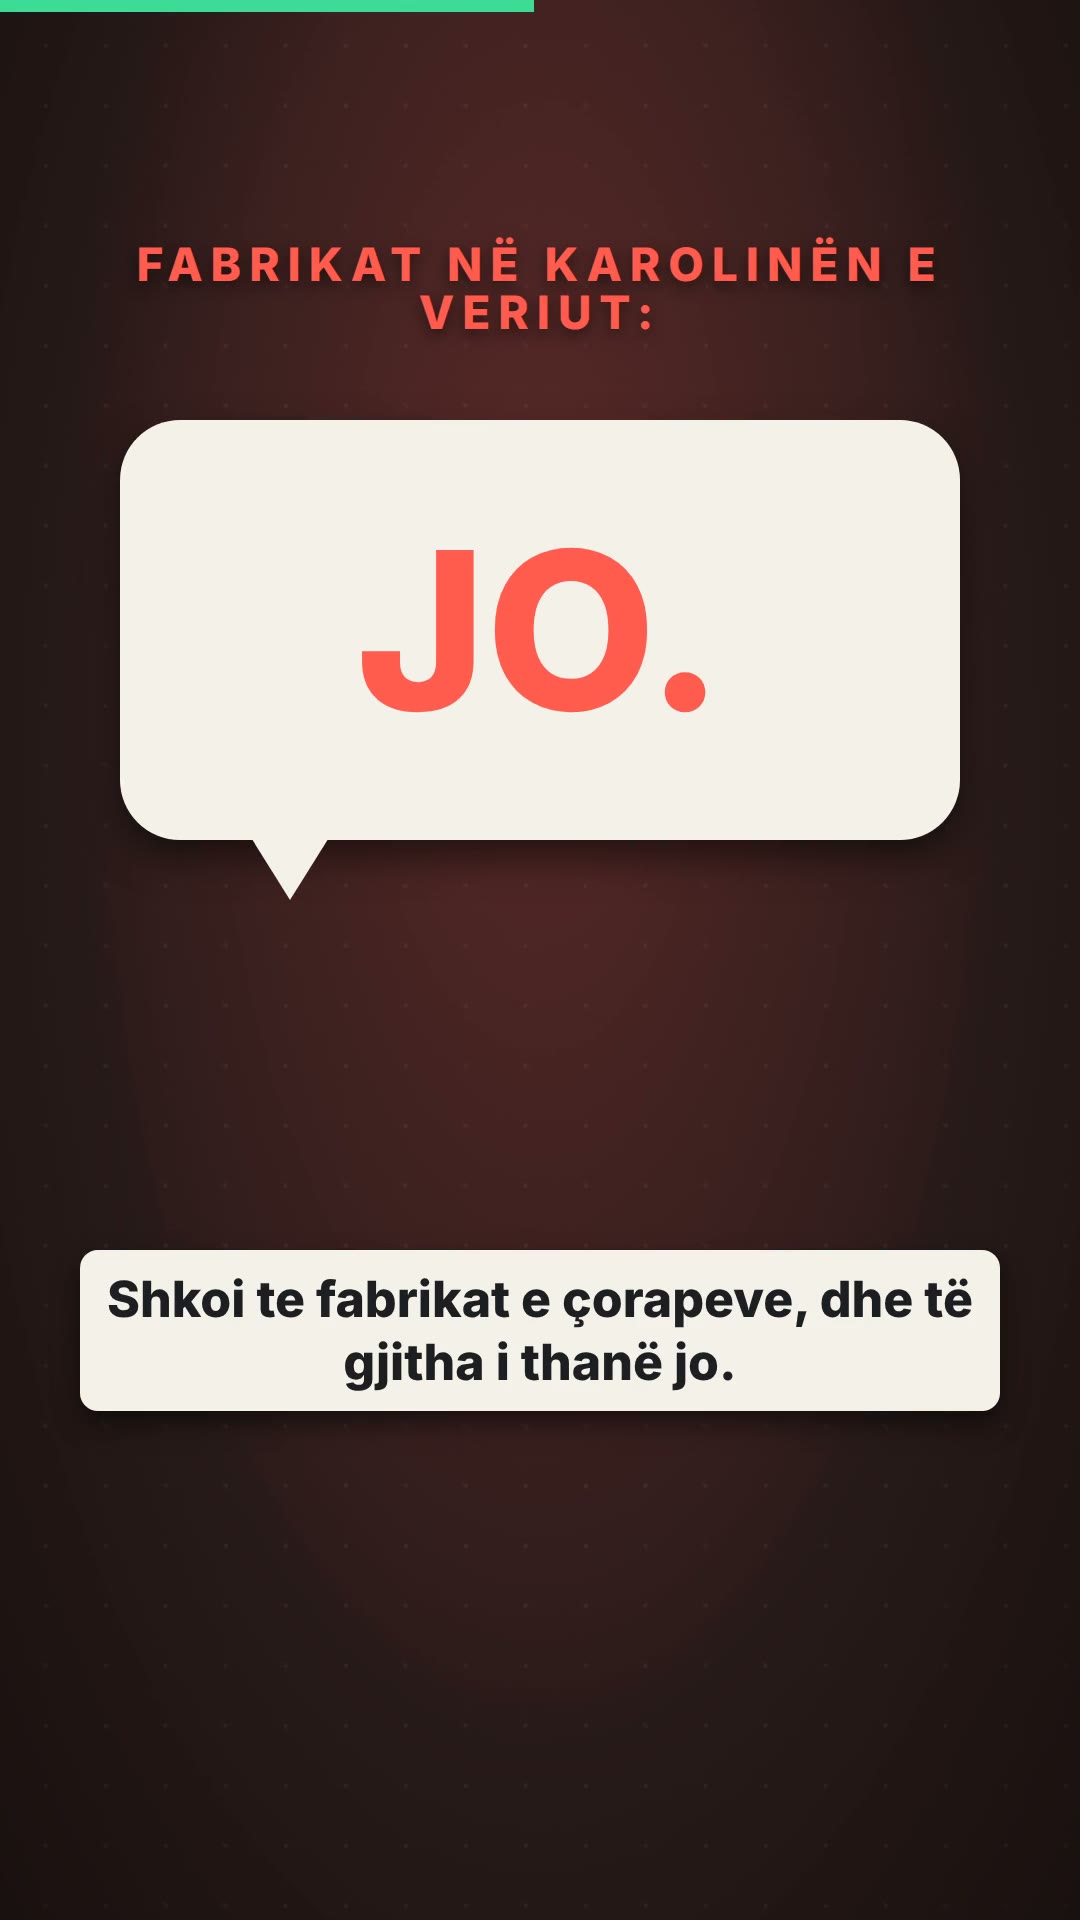 FABRIKAT NË KAROLINËN E
VERIUT:
JO.
Shkoi te fabrikat e çorapeve, dhe të
gjitha i thanë jo.